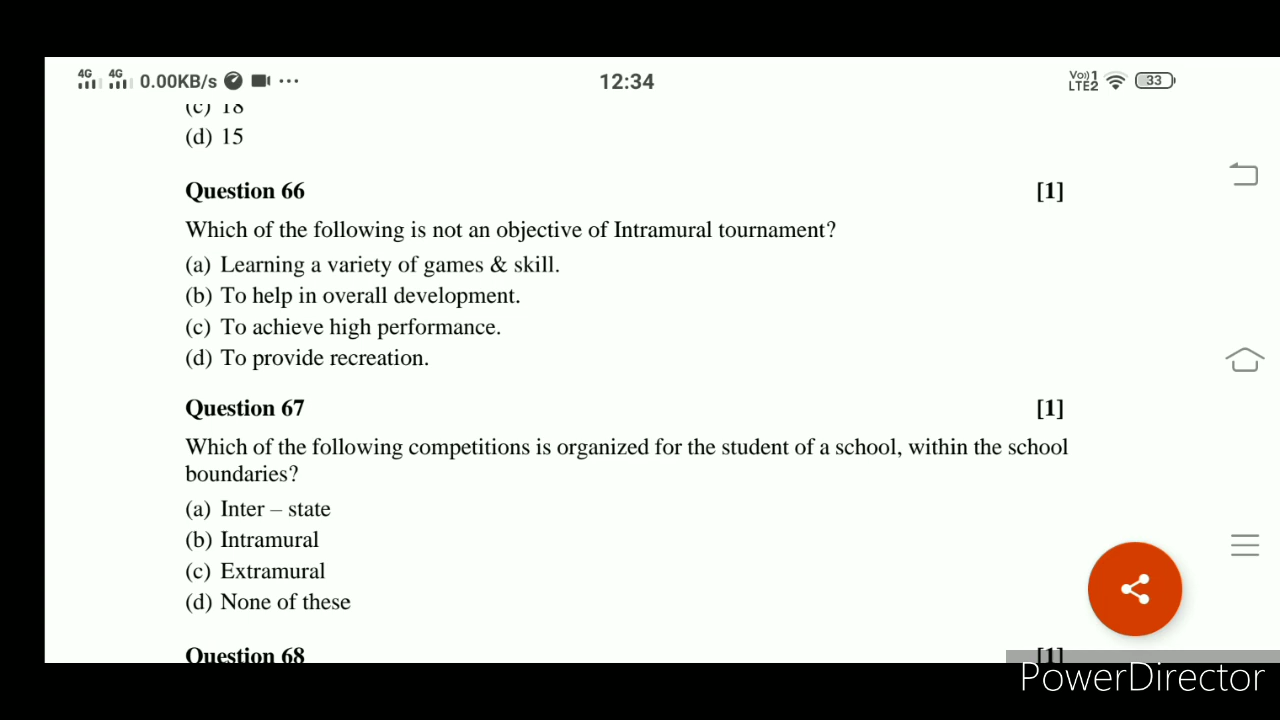 4G 4G 0.00KB/s ... 12:34 Vo)) 1 LTE2 33
(c) 18
(d) 15
Question 66 [1]
Which of the following is not an objective of Intramural tournament?
(a) Learning a variety of games & skill.
(b) To help in overall development.
(c) To achieve high performance.
(d) To provide recreation.
Question 67 [1]
Which of the following competitions is organized for the student of a school, within the school
boundaries?
(a) Inter – state
(b) Intramural
(c) Extramural
(d) None of these
Question 68 [1]
PowerDirector